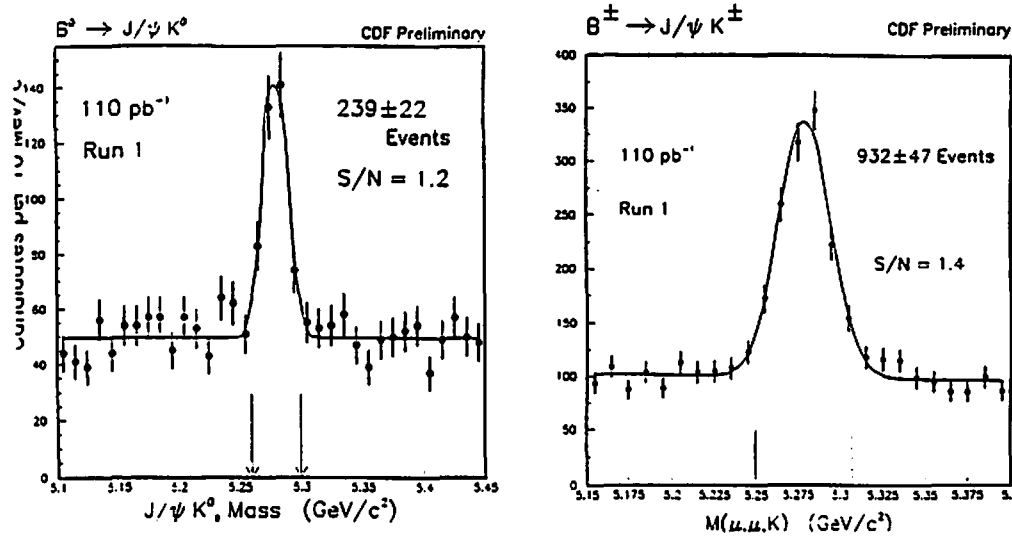 B⁰ → J/ψ K⁰
CDF Preliminary
140
120
100
80
60
40
20
0
110 pb⁻¹
Run 1
239±22
Events
S/N = 1.2
5.1 5.15 5.2 5.25 5.3 5.35 5.4 5.45
J/ψ K⁰, Mass (GeV/c²)
B± → J/ψ K±
CDF Preliminary
400
350
300
250
200
150
100
50
0
110 pb⁻¹
Run 1
932±47 Events
S/N = 1.4
5.15 5.175 5.2 5.225 5.25 5.275 5.3 5.325 5.35 5.375
M(μ,μ,K) (GeV/c²)